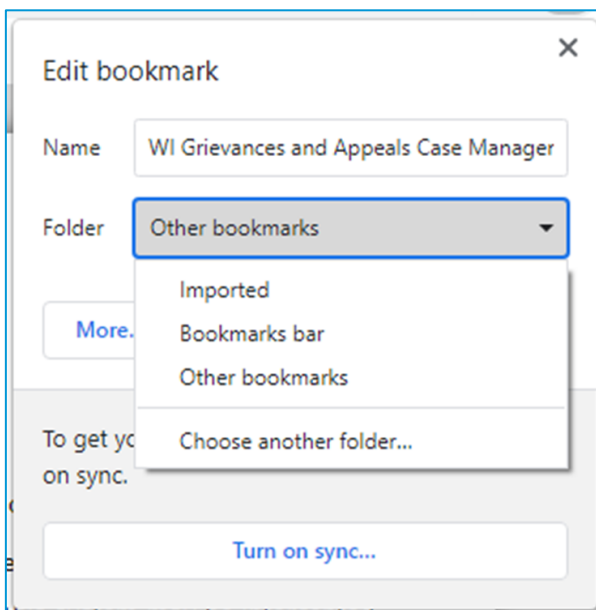 Edit bookmark
Name WI Grievances and Appeals Case Manager
Folder Other bookmarks
Imported
Bookmarks bar
More.
Other bookmarks
Choose another folder...
To get yo
on sync.
Turn on sync...